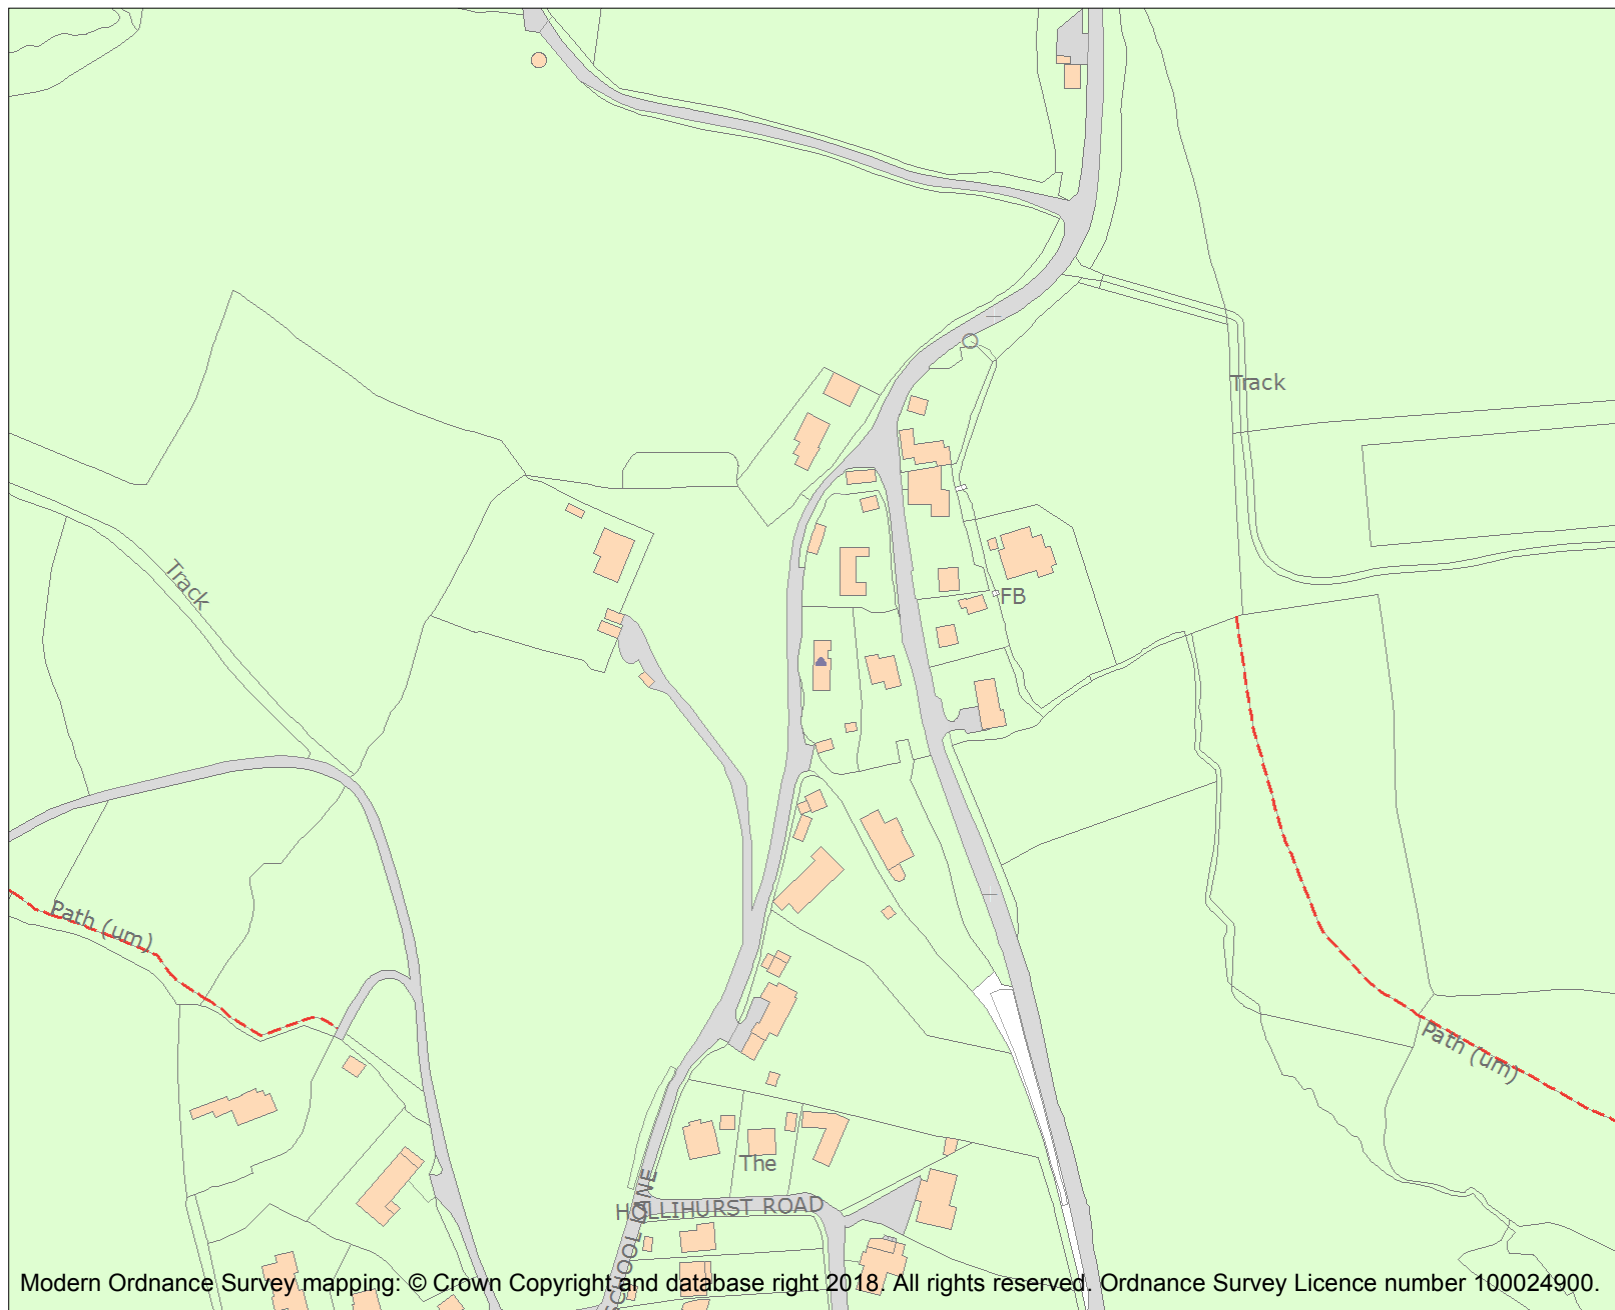 Track
Track
FB
Path (um)
Path (um)
The
HOLLIHURST ROAD
SCHOOL LANE
Modern Ordnance Survey mapping: © Crown Copyright and database right 2018. All rights reserved. Ordnance Survey Licence number 100024900.